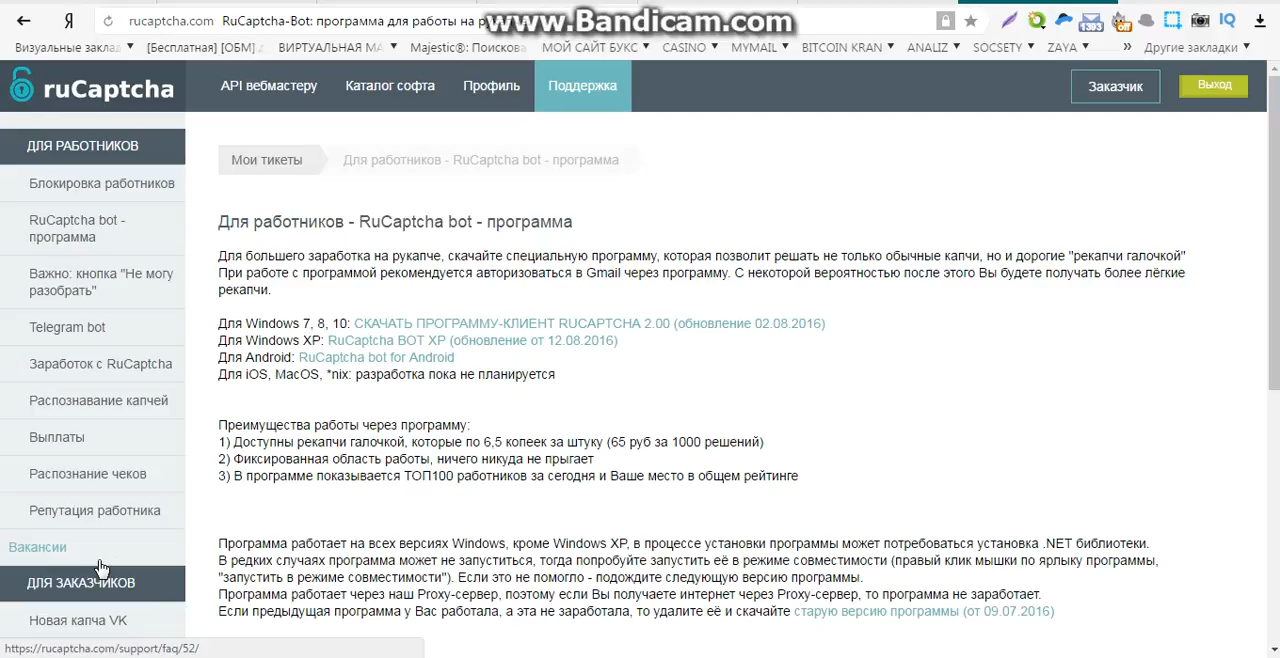 Я rucaptcha.com RuCaptcha-Bot: программа для работы на р
www.Bandicam.com
1393 off IQ
Визуальные заклад [Бесплатная] [ОБМ] ВИРТУАЛЬНАЯ МА Majestic®: Поискова МОЙ САЙТ БУКС CASINO MYMAIL BITCOIN KRAN ANALIZ SOCSETY ZAYA » Другие закладки
ruCaptcha
API вебмастеру Каталог софта Профиль Поддержка Заказчик Выход
ДЛЯ РАБОТНИКОВ
Блокировка работников
RuCaptcha bot -
программа
Важно: кнопка "Не могу
разобрать"
Telegram bot
Заработок с RuCaptcha
Распознавание капчей
Выплаты
Распознание чеков
Репутация работника
Вакансии
ДЛЯ ЗАКАЗЧИКОВ
Новая капча VK
Мои тикеты Для работников - RuCaptcha bot - программа
Для работников - RuCaptcha bot - программа
Для большего заработка на рукапче, скачайте специальную программу, которая позволит решать не только обычные капчи, но и дорогие "рекапчи галочкой"
При работе с программой рекомендуется авторизоваться в Gmail через программу. С некоторой вероятностью после этого Вы будете получать более лёгкие
рекапчи.
Для Windows 7, 8, 10: СКАЧАТЬ ПРОГРАММУ-КЛИЕНТ RUCAPTCHA 2.00 (обновление 02.08.2016)
Для Windows XP: RuCaptcha BOT XP (обновление от 12.08.2016)
Для Android: RuCaptcha bot for Android
Для iOS, MacOS, *nix: разработка пока не планируется
Преимущества работы через программу:
1) Доступны рекапчи галочкой, которые по 6,5 копеек за штуку (65 руб за 1000 решений)
2) Фиксированная область работы, ничего никуда не прыгает
3) В программе показывается ТОП100 работников за сегодня и Ваше место в общем рейтинге
Программа работает на всех версиях Windows, кроме Windows XP, в процессе установки программы может потребоваться установка .NET библиотеки.
В редких случаях программа может не запуститься, тогда попробуйте запустить её в режиме совместимости (правый клик мышки по ярлыку программы,
"запустить в режиме совместимости"). Если это не помогло - подождите следующую версию программы.
Программа работает через наш Proxy-сервер, поэтому если Вы получаете интернет через Proxy-сервер, то программа не заработает.
Если предыдущая программа у Вас работала, а эта не заработала, то удалите её и скачайте старую версию программы (от 09.07.2016)
https://rucaptcha.com/support/faq/52/